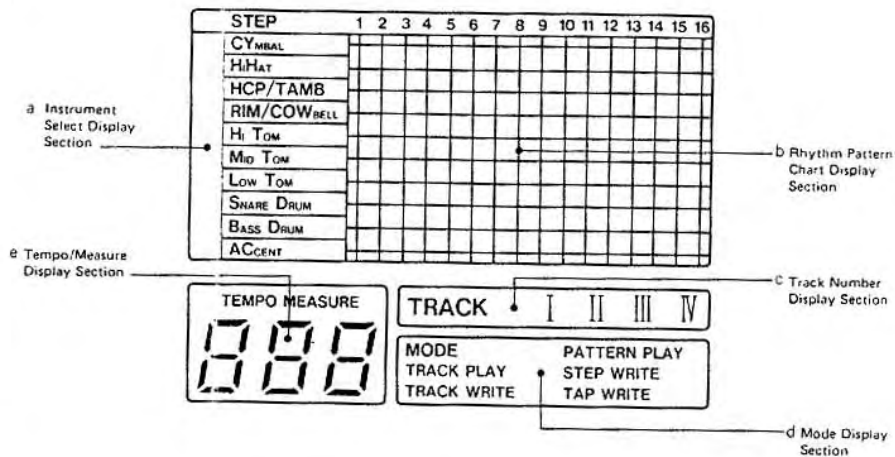 STEP 1 2 3 4 5 6 7 8 9 10 11 12 13 14 15 16
CYMBAL
HiHAT
HCP/TAMB
RIM/COWBELL
HI TOM
MID TOM
LOW TOM
SNARE DRUM
BASS DRUM
ACCENT
a Instrument
Select Display
Section
b Rhythm Pattern
Chart Display
Section
e Tempo/Measure
Display Section
c Track Number
Display Section
TEMPO MEASURE
888
TRACK I II III IV
MODE PATTERN PLAY
TRACK PLAY STEP WRITE
TRACK WRITE TAP WRITE
d Mode Display
Section